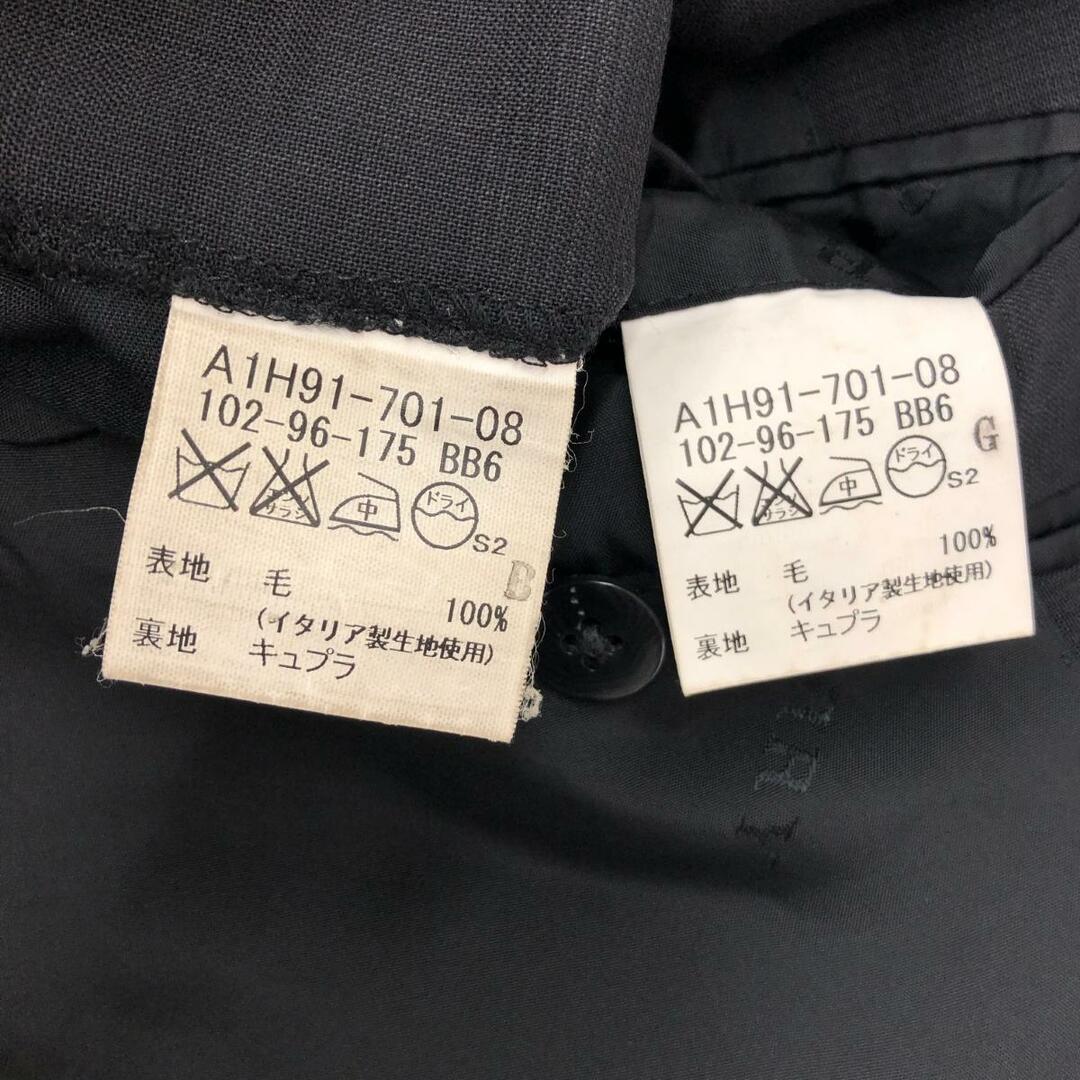 A1H91-701-08
102-96-175 BB6
中 ドライ
S2
B
表地 毛 100%
(イタリア製生地使用)
裏地 キュプラ
A1H91-701-08
102-96-175 BB6
G
中 ドライ
S2
表地 毛 100%
(イタリア製生地使用)
裏地 キュプラ